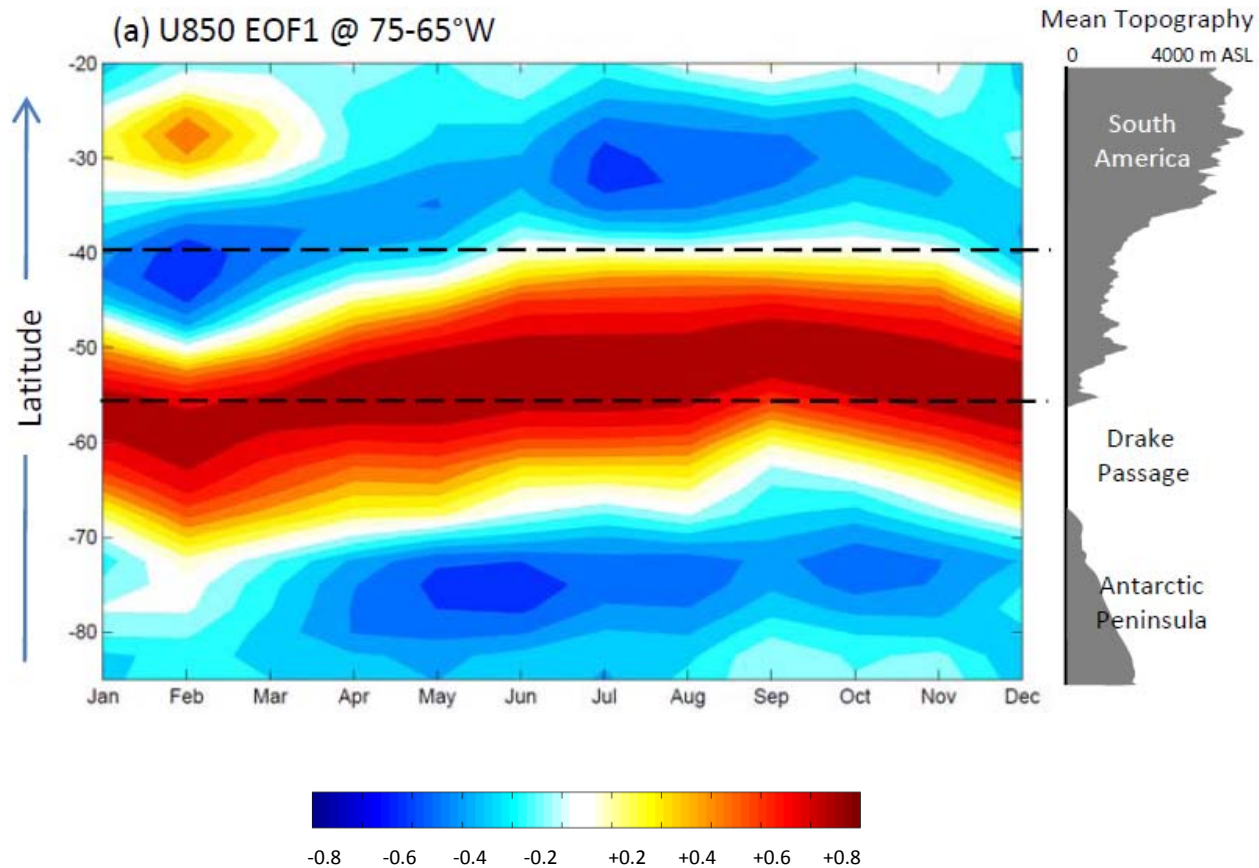 (a) U850 EOF1 @ 75-65°W
Mean Topography
0 4000 m ASL
-20
-30
-40
-50
-60
-70
-80
Latitude
Jan Feb Mar Apr May Jun Jul Aug Sep Oct Nov Dec
South
America
Drake
Passage
Antarctic
Peninsula
-0.8 -0.6 -0.4 -0.2 +0.2 +0.4 +0.6 +0.8